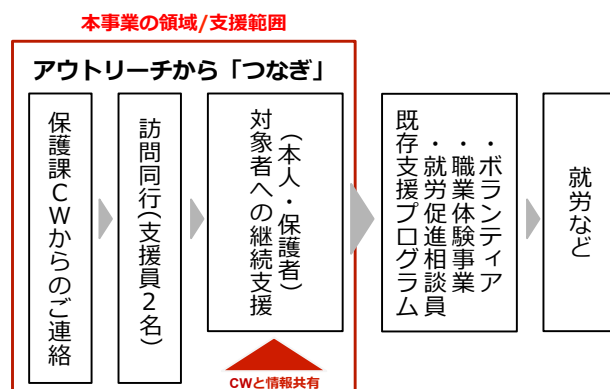 本事業の領域/支援範囲
アウトリーチから「つなぎ」
保護課CWからのご連絡
訪問同行(支援員２名)
対象者への継続支援
（本人・保護者）
既存支援プログラム
・就労促進相談員
・職業体験事業
・ボランティア
就労など
CWと情報共有